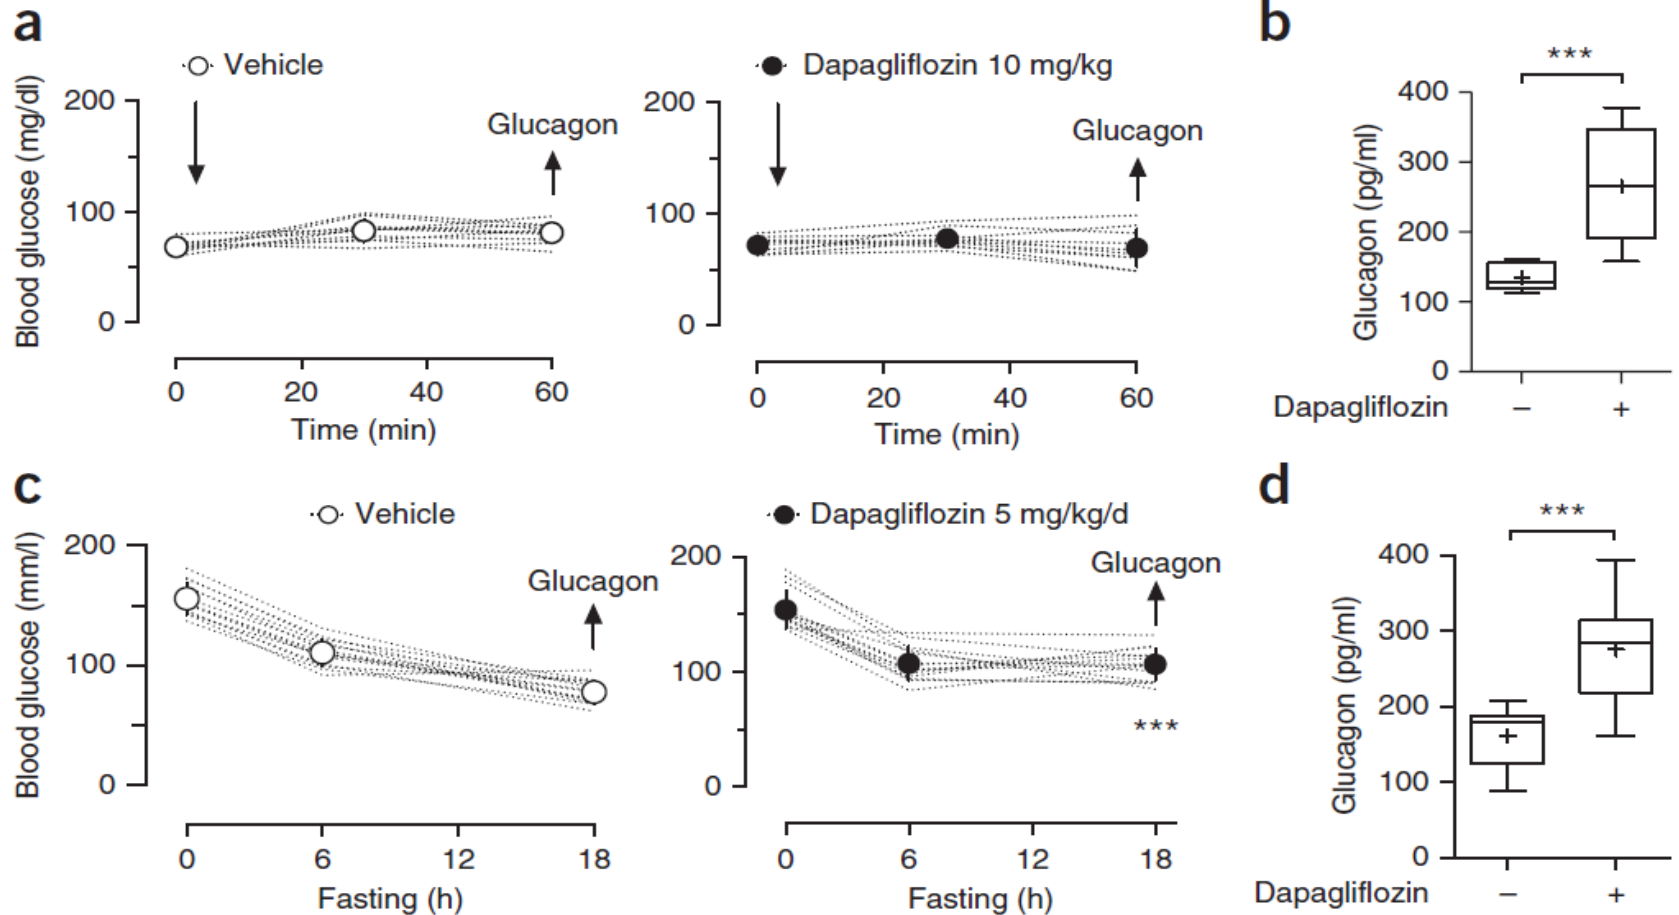 a
Vehicle
Dapagliflozin 10 mg/kg
Blood glucose (mg/dl)
200
100
0
Glucagon
0 20 40 60
Time (min)
200
100
0
Glucagon
0 20 40 60
Time (min)
b
***
Glucagon (pg/ml)
400
300
200
100
0
Dapagliflozin – +
c
Vehicle
Dapagliflozin 5 mg/kg/d
Blood glucose (mm/l)
200
100
0
Glucagon
0 6 12 18
Fasting (h)
200
100
0
Glucagon
***
0 6 12 18
Fasting (h)
d
***
Glucagon (pg/ml)
400
300
200
100
0
Dapagliflozin – +